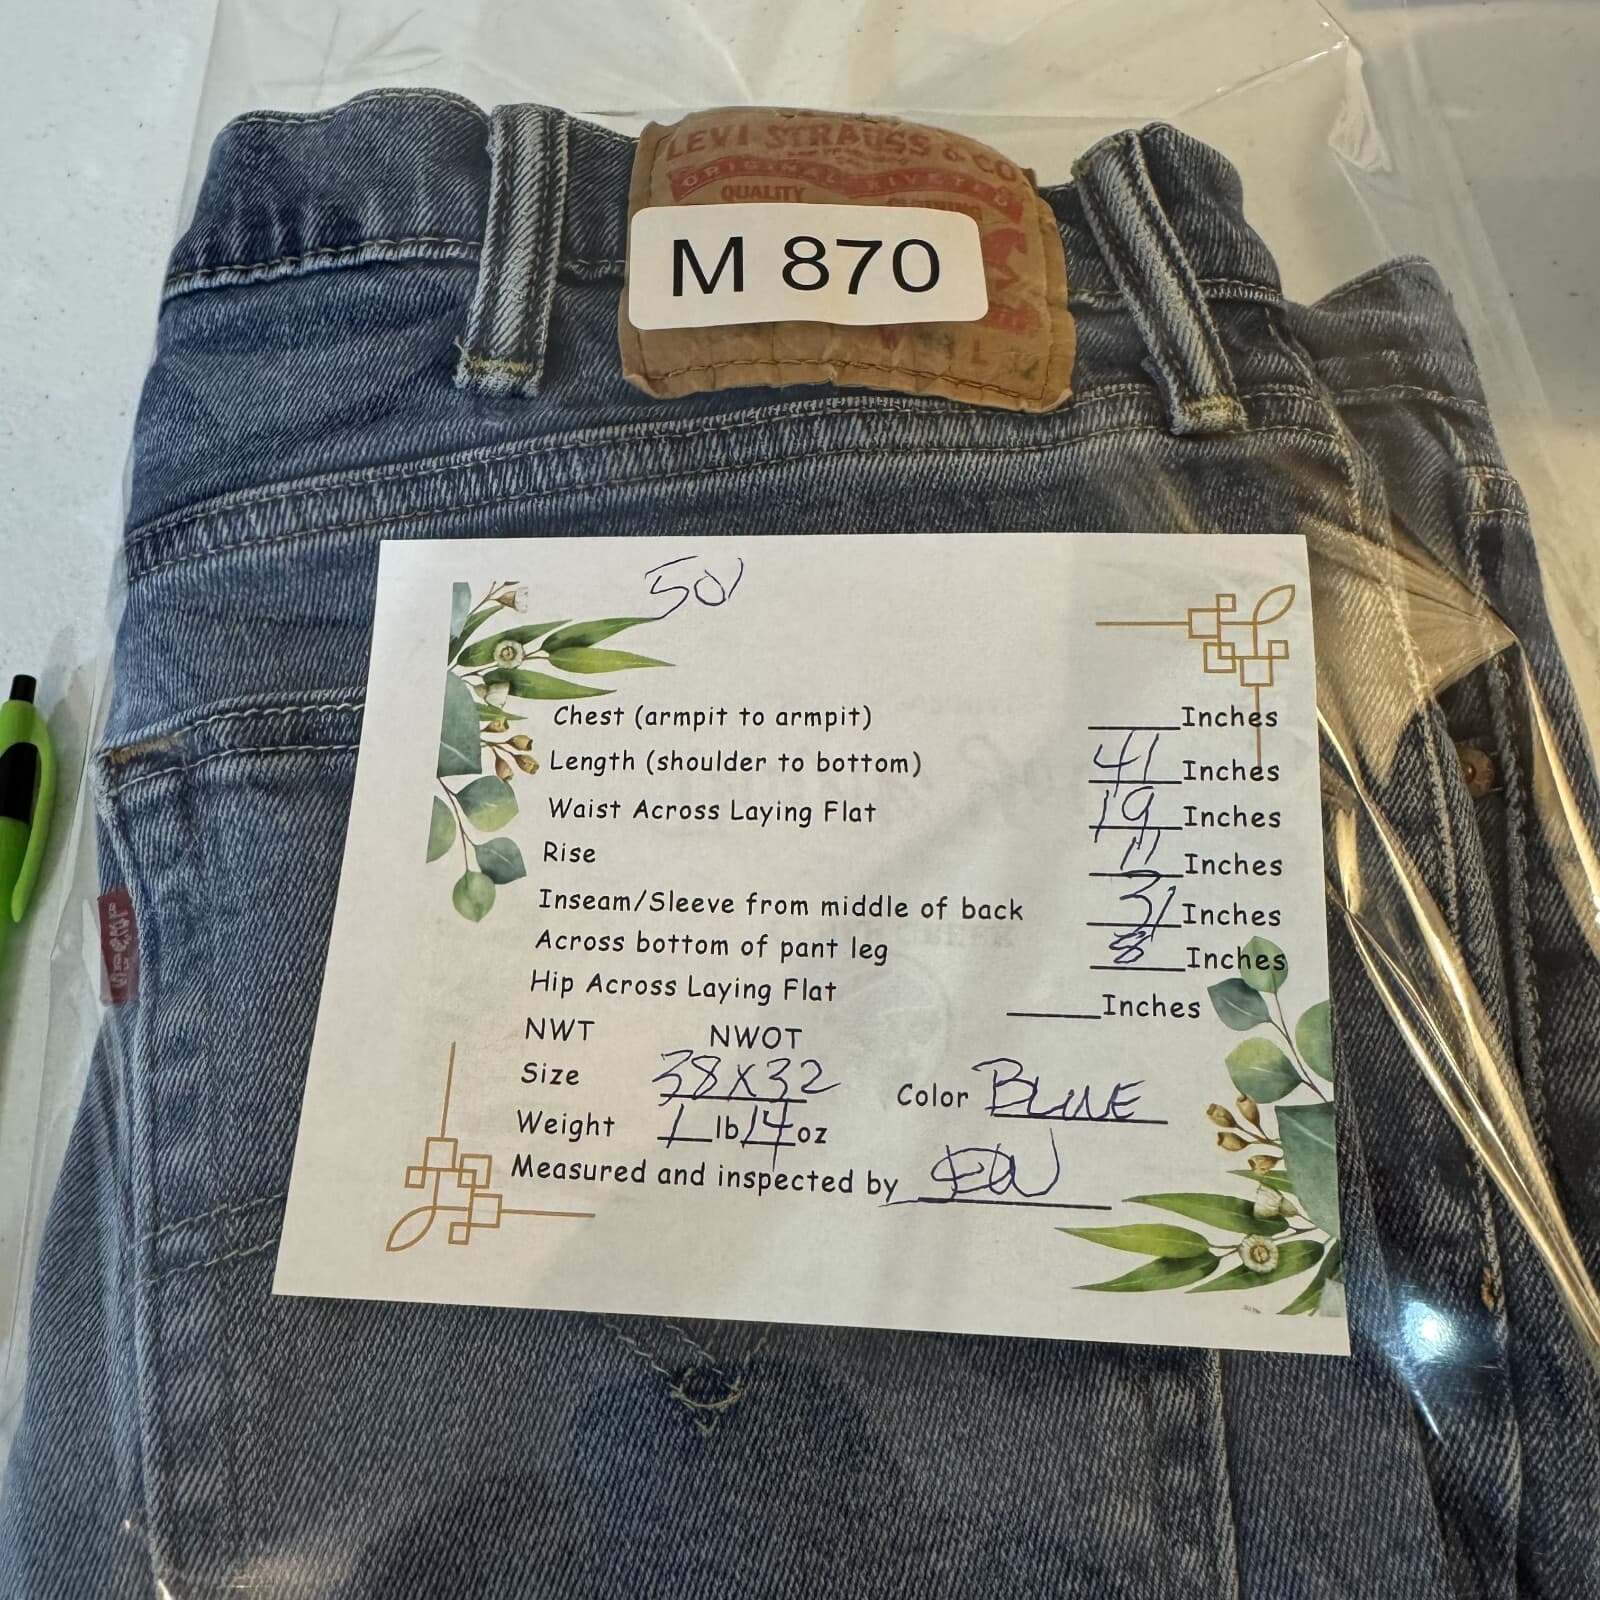 LEVI STRAUSS & CO
ORIGINAL RIVETED
QUALITY CLOTHING
M 870
W L
501
Chest (armpit to armpit) ______Inches
Length (shoulder to bottom) 41 Inches
Waist Across Laying Flat 19 Inches
Rise 11 Inches
Inseam/Sleeve from middle of back 31 Inches
Across bottom of pant leg 8 Inches
Hip Across Laying Flat ______Inches
NWT NWOT
Size 38x32 Color BLUE
Weight 1 lb 14 oz
Measured and inspected by